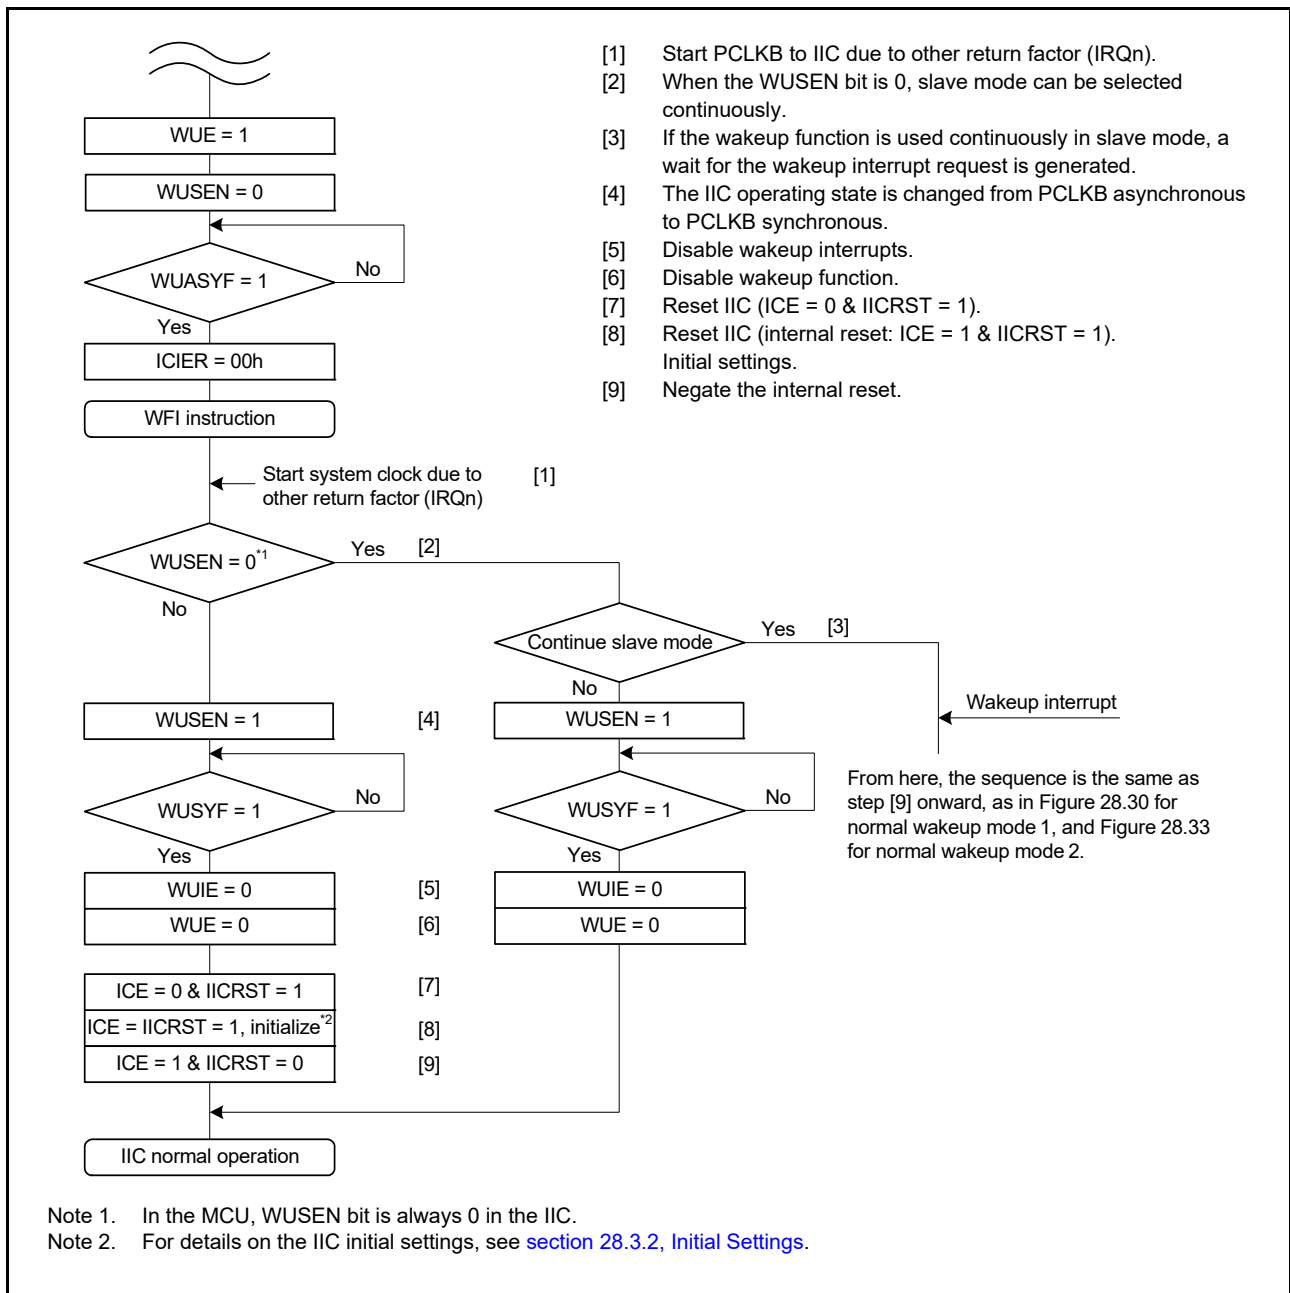 [1] Start PCLKB to IIC due to other return factor (IRQn).
[2] When the WUSEN bit is 0, slave mode can be selected
continuously.
[3] If the wakeup function is used continuously in slave mode, a
wait for the wakeup interrupt request is generated.
[4] The IIC operating state is changed from PCLKB asynchronous
to PCLKB synchronous.
[5] Disable wakeup interrupts.
[6] Disable wakeup function.
[7] Reset IIC (ICE = 0 & IICRST = 1).
[8] Reset IIC (internal reset: ICE = 1 & IICRST = 1).
Initial settings.
[9] Negate the internal reset.
WUE = 1
WUSEN = 0
WUASYF = 1
No
Yes
ICIER = 00h
WFI instruction
Start system clock due to [1]
other return factor (IRQn)
WUSEN = 0*1
Yes [2]
No
Continue slave mode
Yes [3]
No
Wakeup interrupt
From here, the sequence is the same as
step [9] onward, as in Figure 28.30 for
normal wakeup mode 1, and Figure 28.33
for normal wakeup mode 2.
WUSEN = 1 [4]
WUSYF = 1
No
Yes
WUIE = 0 [5]
WUE = 0 [6]
ICE = 0 & IICRST = 1 [7]
ICE = IICRST = 1, initialize*2 [8]
ICE = 1 & IICRST = 0 [9]
WUSEN = 1
WUSYF = 1
No
Yes
WUIE = 0
WUE = 0
IIC normal operation
Note 1. In the MCU, WUSEN bit is always 0 in the IIC.
Note 2. For details on the IIC initial settings, see section 28.3.2, Initial Settings.